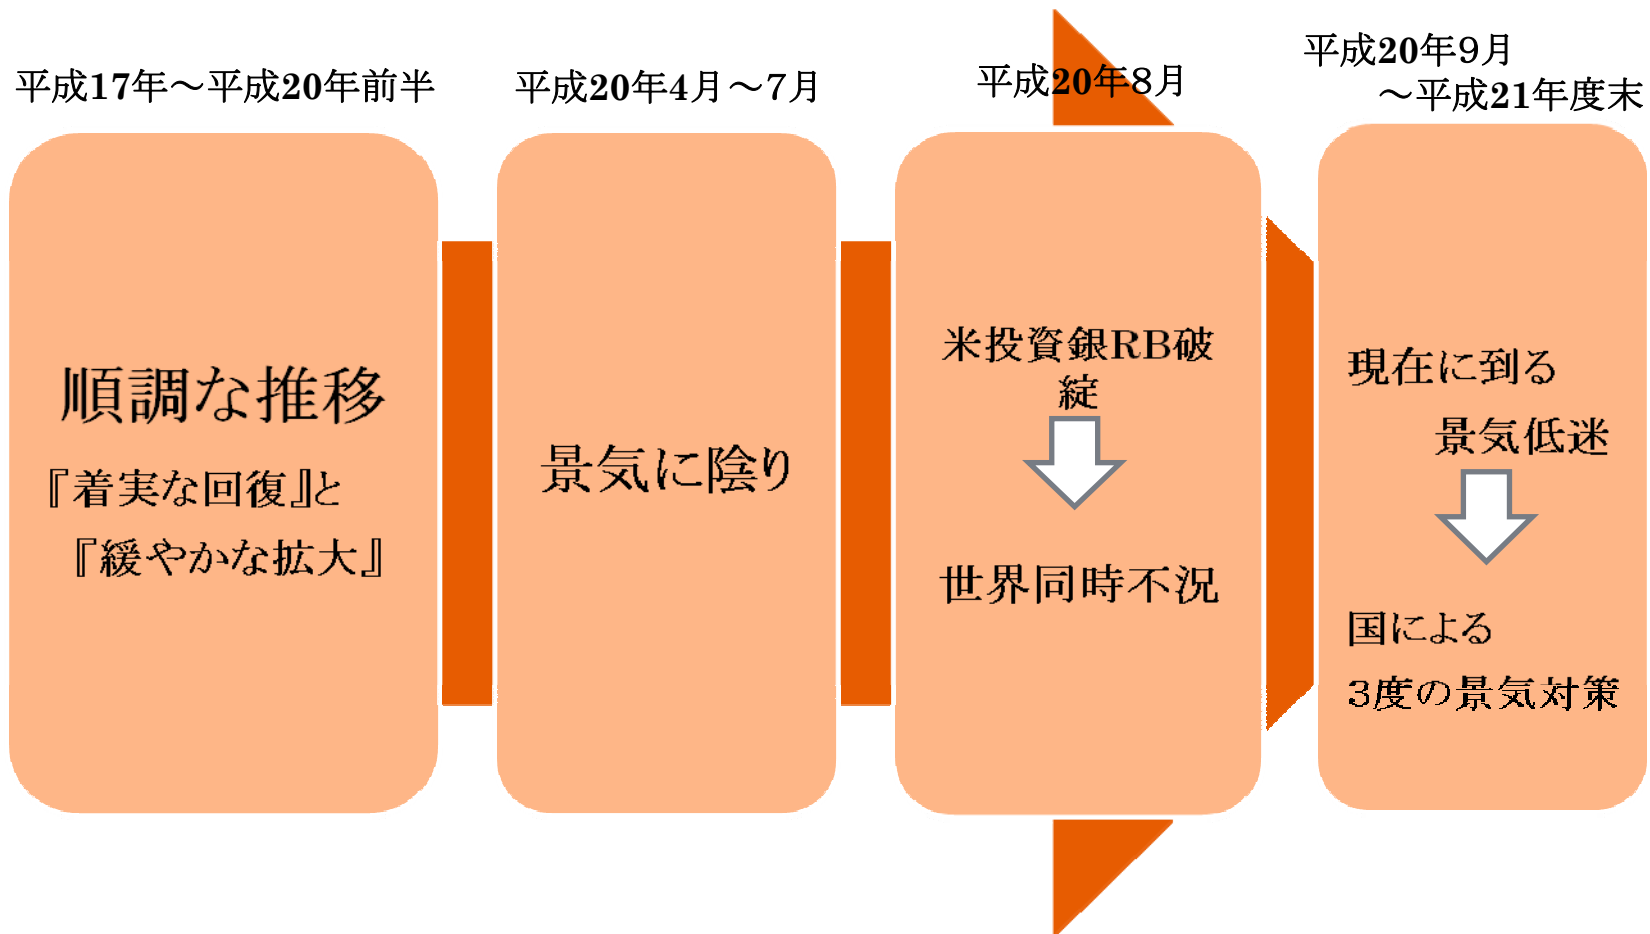 平成17年～平成20年前半
順調な推移
『着実な回復』と
『緩やかな拡大』
平成20年4月～7月
景気に陰り
平成20年8月
米投資銀RB破
綻
世界同時不況
平成20年9月
～平成21年度末
現在に到る
景気低迷
国による
3度の景気対策